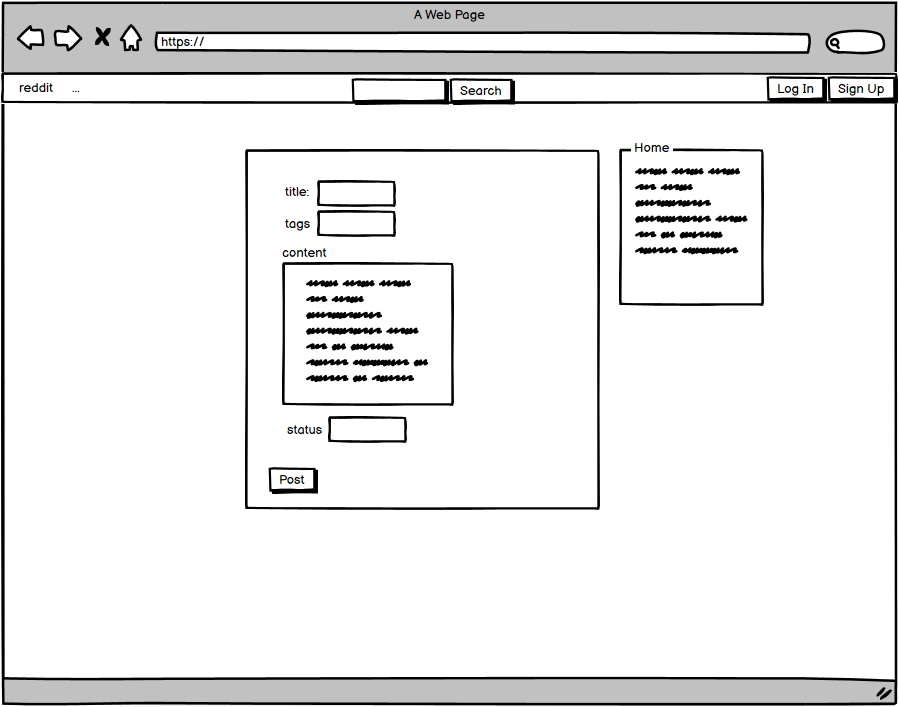 A Web Page
https://
reddit ... Search Log In Sign Up
Home
title:
tags
content
status
Post